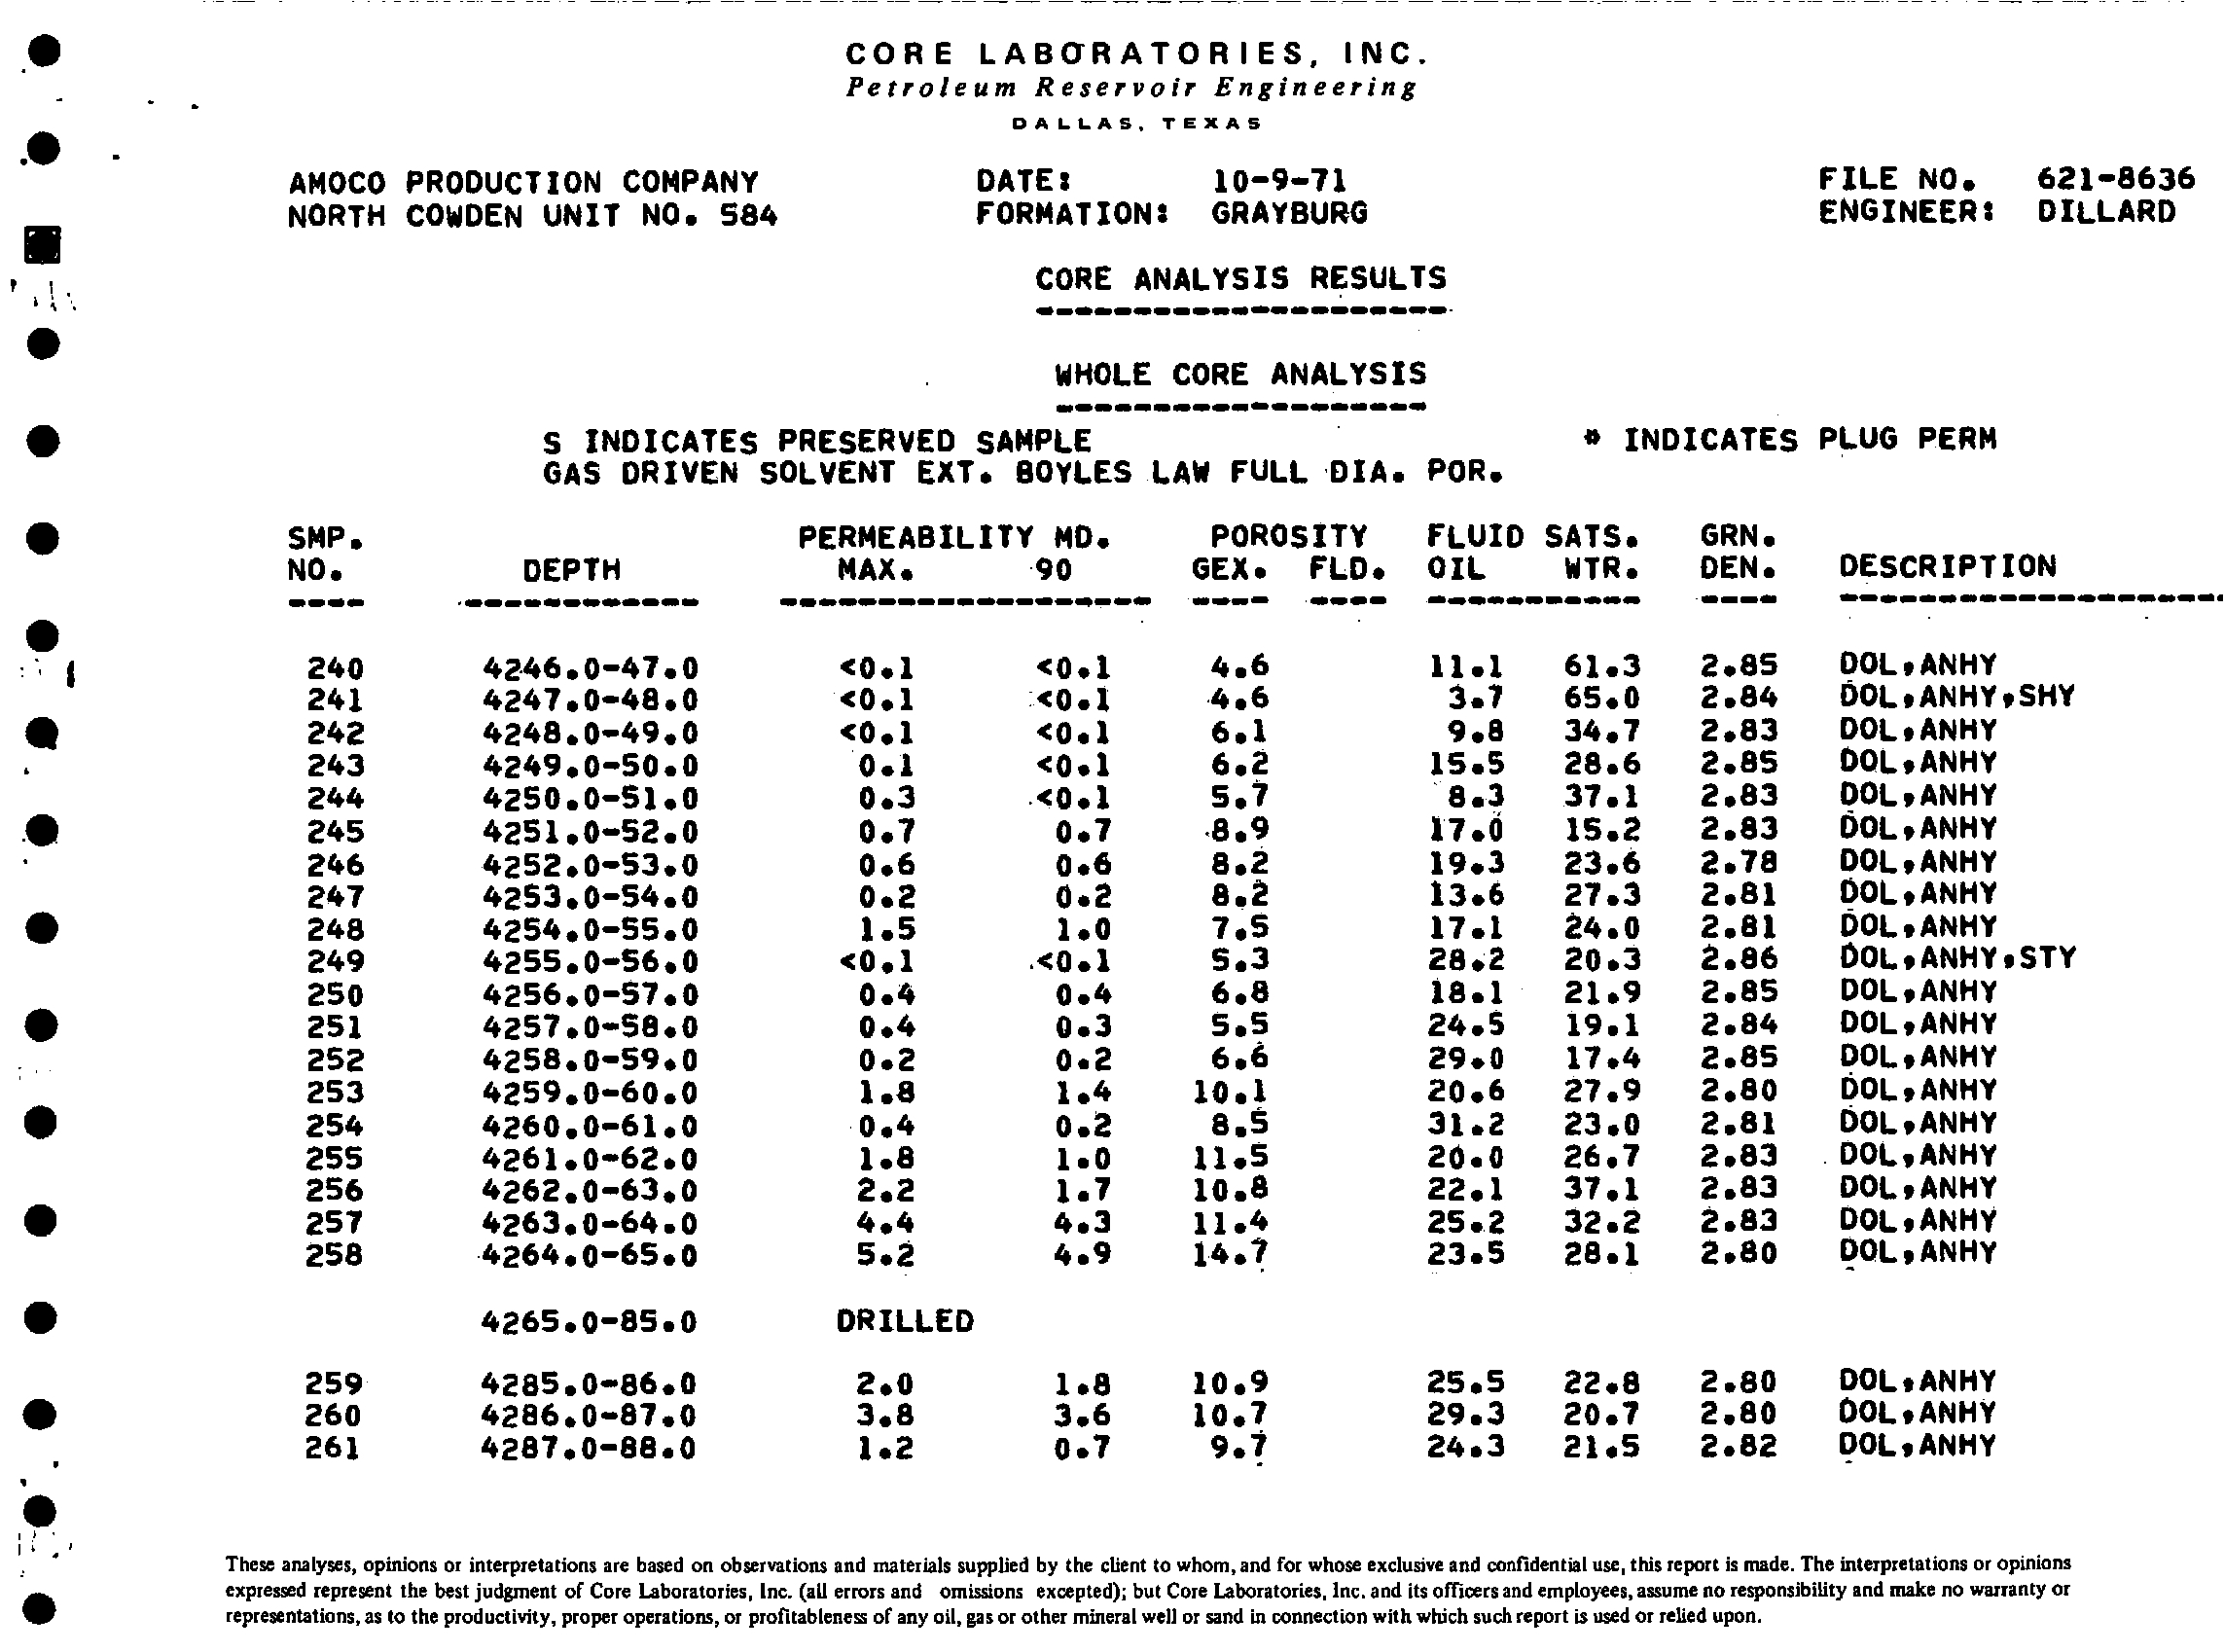 CORE LABORATORIES, INC.
Petroleum Reservoir Engineering
DALLAS, TEXAS
AMOCO PRODUCTION COMPANY DATE: 10-9-71 FILE NO. 621-8636
NORTH COWDEN UNIT NO. 584 FORMATION: GRAYBURG ENGINEER: DILLARD
CORE ANALYSIS RESULTS
WHOLE CORE ANALYSIS
S INDICATES PRESERVED SAMPLE * INDICATES PLUG PERM
GAS DRIVEN SOLVENT EXT. BOYLES LAW FULL DIA. POR.
SMP. PERMEABILITY MD. POROSITY FLUID SATS. GRN.
NO. DEPTH MAX. 90 GEX. FLD. OIL WTR. DEN. DESCRIPTION
240 4246.0-47.0 <0.1 <0.1 4.6 11.1 61.3 2.85 DOL,ANHY
241 4247.0-48.0 <0.1 <0.1 4.6 3.7 65.0 2.84 DOL,ANHY,SHY
242 4248.0-49.0 <0.1 <0.1 6.1 9.8 34.7 2.83 DOL,ANHY
243 4249.0-50.0 0.1 <0.1 6.2 15.5 28.6 2.85 DOL,ANHY
244 4250.0-51.0 0.3 <0.1 5.7 8.3 37.1 2.83 DOL,ANHY
245 4251.0-52.0 0.7 0.7 8.9 17.0 15.2 2.83 DOL,ANHY
246 4252.0-53.0 0.6 0.6 8.2 19.3 23.6 2.78 DOL,ANHY
247 4253.0-54.0 0.2 0.2 8.2 13.6 27.3 2.81 DOL,ANHY
248 4254.0-55.0 1.5 1.0 7.5 17.1 24.0 2.81 DOL,ANHY
249 4255.0-56.0 <0.1 <0.1 5.3 28.2 20.3 2.86 DOL,ANHY,STY
250 4256.0-57.0 0.4 0.4 6.8 18.1 21.9 2.85 DOL,ANHY
251 4257.0-58.0 0.4 0.3 5.5 24.5 19.1 2.84 DOL,ANHY
252 4258.0-59.0 0.2 0.2 6.6 29.0 17.4 2.85 DOL,ANHY
253 4259.0-60.0 1.8 1.4 10.1 20.6 27.9 2.80 DOL,ANHY
254 4260.0-61.0 0.4 0.2 8.5 31.2 23.0 2.81 DOL,ANHY
255 4261.0-62.0 1.8 1.0 11.5 20.0 26.7 2.83 DOL,ANHY
256 4262.0-63.0 2.2 1.7 10.8 22.1 37.1 2.83 DOL,ANHY
257 4263.0-64.0 4.4 4.3 11.4 25.2 32.2 2.83 DOL,ANHY
258 4264.0-65.0 5.2 4.9 14.7 23.5 28.1 2.80 DOL,ANHY
4265.0-85.0 DRILLED
259 4285.0-86.0 2.0 1.8 10.9 25.5 22.8 2.80 DOL,ANHY
260 4286.0-87.0 3.8 3.6 10.7 29.3 20.7 2.80 DOL,ANHY
261 4287.0-88.0 1.2 0.7 9.7 24.3 21.5 2.82 DOL,ANHY
These analyses, opinions or interpretations are based on observations and materials supplied by the client to whom, and for whose exclusive and confidential use, this report is made. The interpretations or opinions
expressed represent the best judgment of Core Laboratories, Inc. (all errors and omissions excepted); but Core Laboratories, Inc. and its officers and employees, assume no responsibility and make no warranty or
representations, as to the productivity, proper operations, or profitableness of any oil, gas or other mineral well or sand in connection with which such report is used or relied upon.